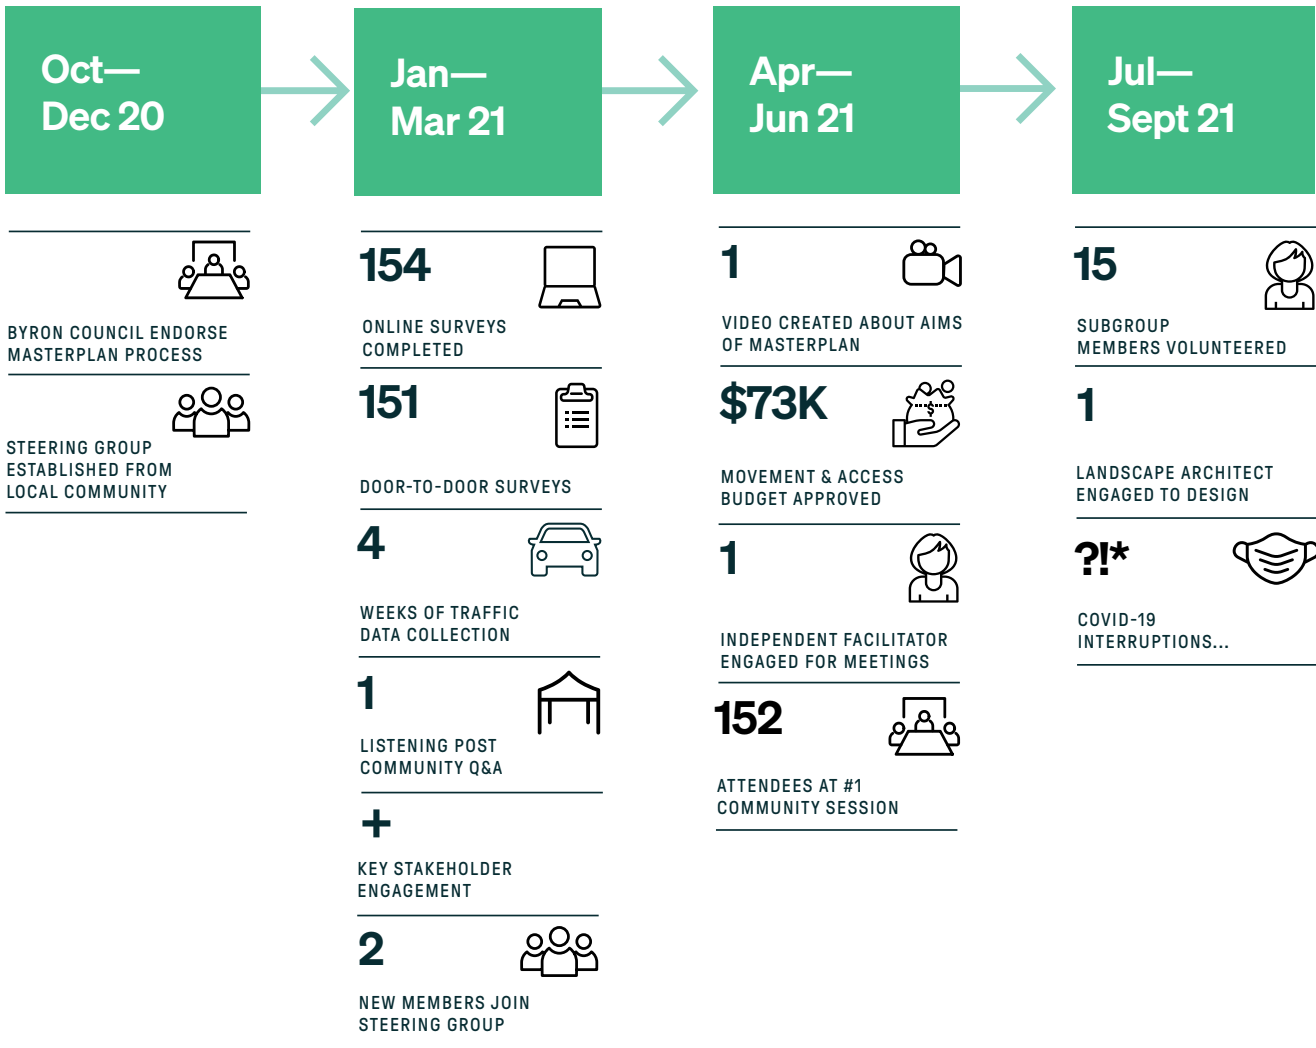 Oct—
Dec 20
BYRON COUNCIL ENDORSE
MASTERPLAN PROCESS
STEERING GROUP
ESTABLISHED FROM
LOCAL COMMUNITY
Jan—
Mar 21
154
ONLINE SURVEYS
COMPLETED
151
DOOR-TO-DOOR SURVEYS
4
WEEKS OF TRAFFIC
DATA COLLECTION
1
LISTENING POST
COMMUNITY Q&A
+
KEY STAKEHOLDER
ENGAGEMENT
2
NEW MEMBERS JOIN
STEERING GROUP
Apr—
Jun 21
1
VIDEO CREATED ABOUT AIMS
OF MASTERPLAN
$73K
$
MOVEMENT & ACCESS
BUDGET APPROVED
1
INDEPENDENT FACILITATOR
ENGAGED FOR MEETINGS
152
ATTENDEES AT #1
COMMUNITY SESSION
Jul—
Sept 21
15
SUBGROUP
MEMBERS VOLUNTEERED
1
LANDSCAPE ARCHITECT
ENGAGED TO DESIGN
?!*
COVID-19
INTERRUPTIONS...